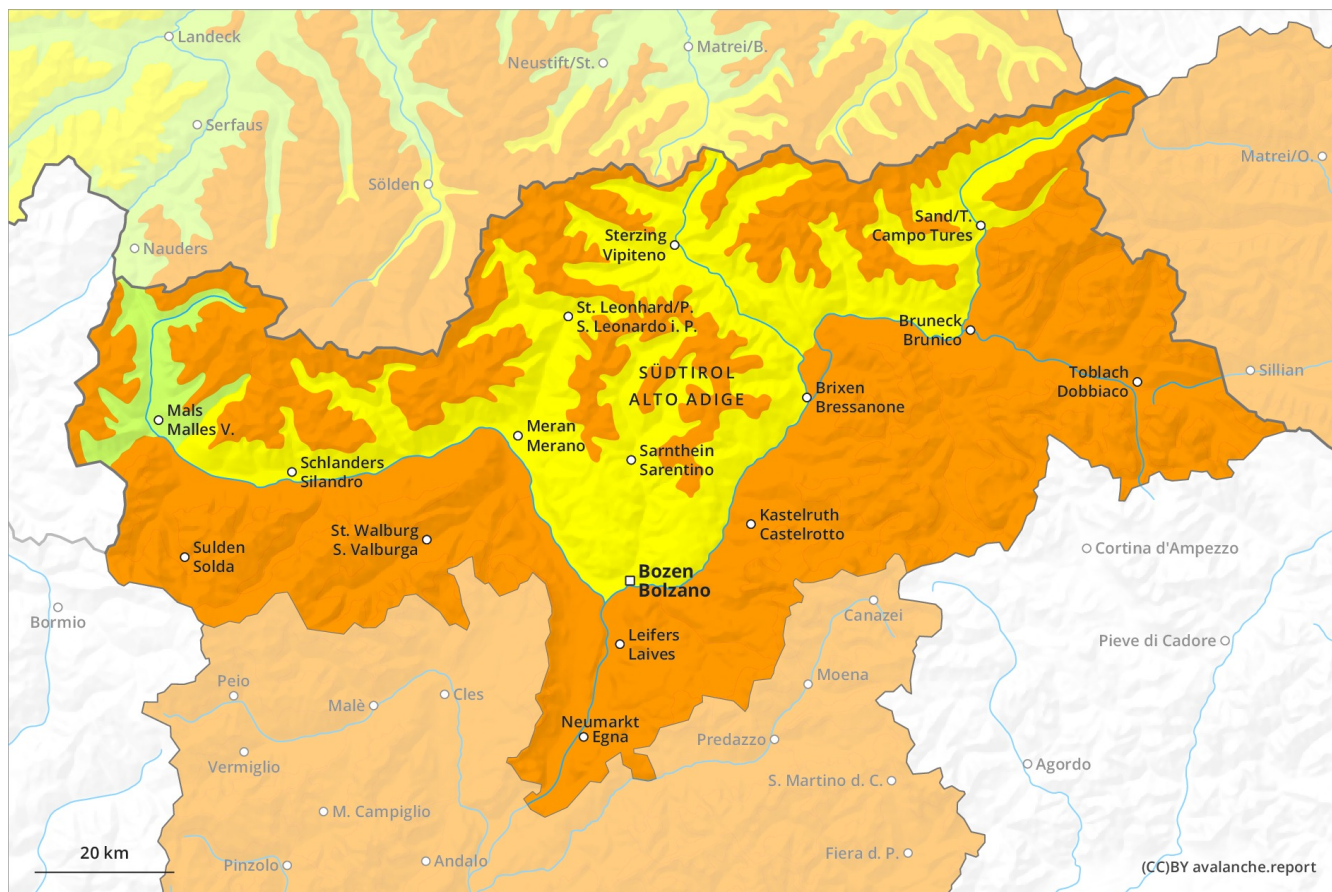 Landeck
Matrei/B.
Neustift/St.
Serfaus
Matrei/O.
Sölden
Sand/T.
Campo Tures
Sterzing
Vipiteno
Nauders
St. Leonhard/P.
S. Leonardo i. P.
Bruneck
Brunico
SÜDTIROL
ALTO ADIGE
Toblach
Dobbiaco
Sillian
Brixen
Bressanone
Mals
Malles V.
Meran
Merano
Sarnthein
Sarentino
Schlanders
Silandro
Kastelruth
Castelrotto
St. Walburg
S. Valburga
Sulden
Solda
Cortina d'Ampezzo
Bozen
Bolzano
Bormio
Canazei
Leifers
Laives
Pieve di Cadore
Peio
Moena
Malè
Cles
Neumarkt
Egna
Predazzo
Vermiglio
Agordo
S. Martino d. C.
M. Campiglio
20 km
Pinzolo
Andalo
Fiera d. P.
(CC)BY avalanche.report